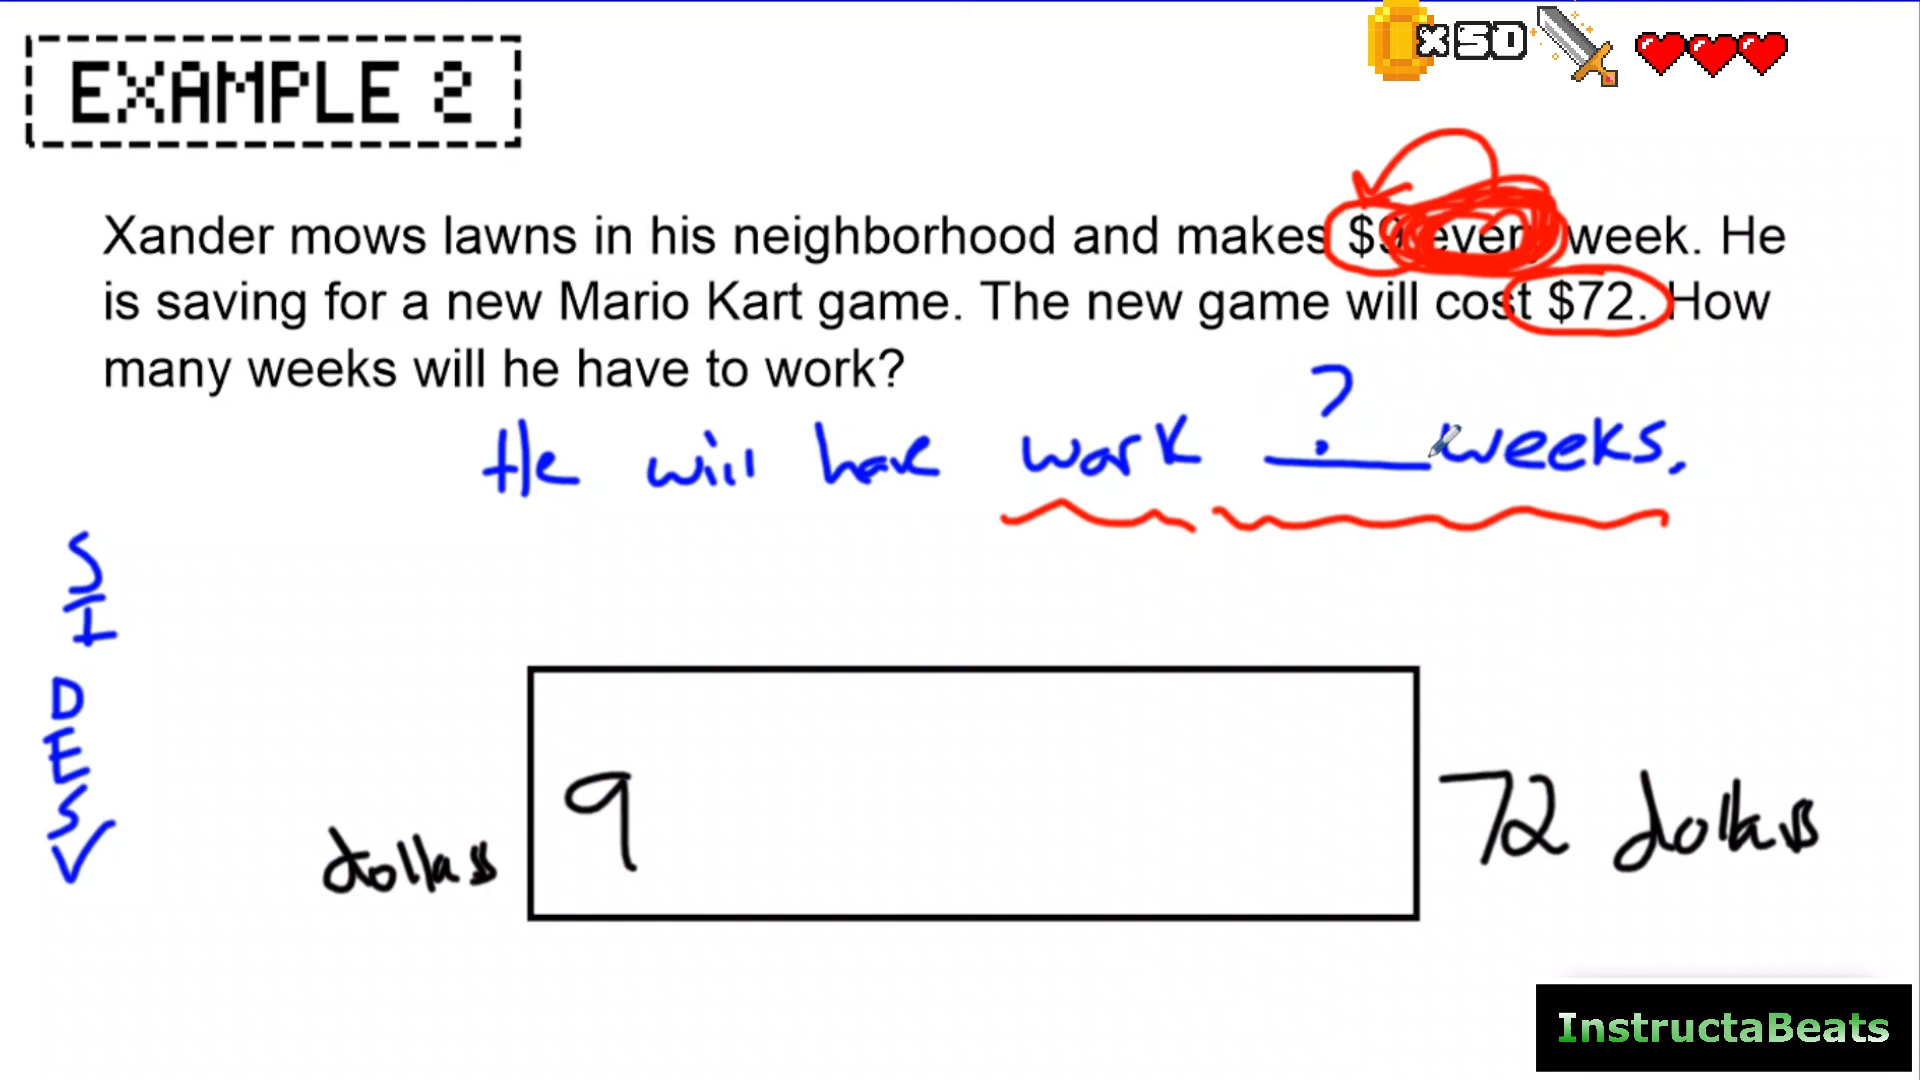 x50
EXAMPLE 2
Xander mows lawns in his neighborhood and makes $9 every week. He
is saving for a new Mario Kart game. The new game will cost $72. How
many weeks will he have to work?
He will have work ? weeks.
S
I
D
E
S
dollars 9 72 dollars
InstructaBeats